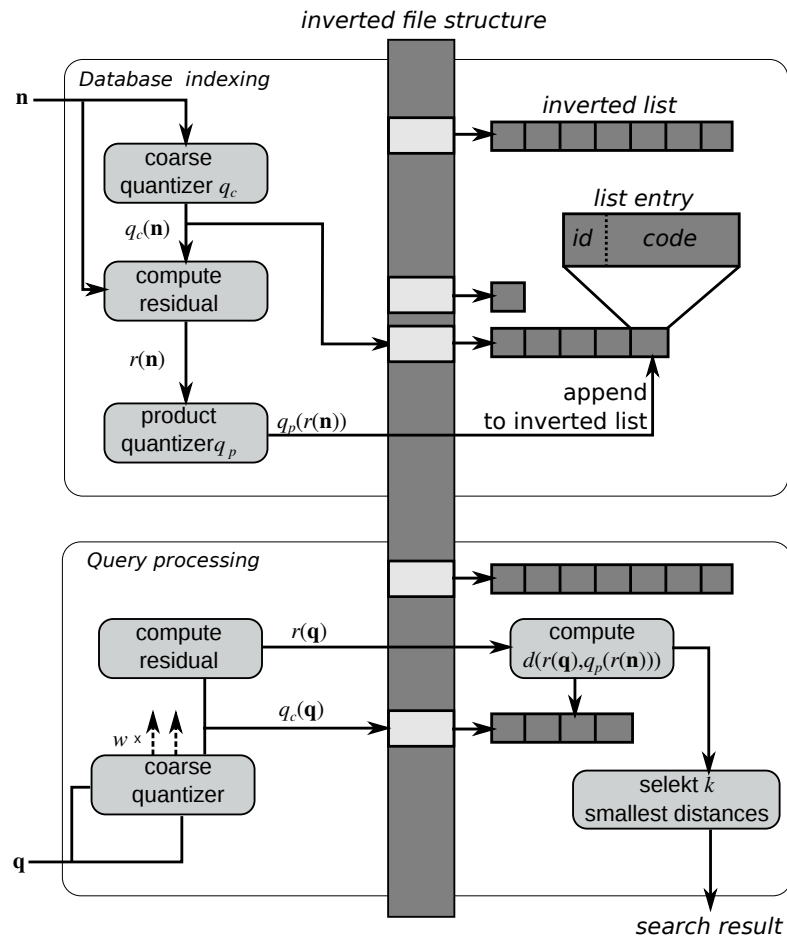 inverted file structure
Database indexing
n
inverted list
coarse
quantizer q_c
list entry
q_c(n)
id
code
compute
residual
r(n)
append
to inverted list
product
quantizer q_p
q_p(r(n))
Query processing
compute
residual
r(q)
compute
d(r(q),q_p(r(n)))
q_c(q)
w x
coarse
quantizer
selekt k
smallest distances
q
search result